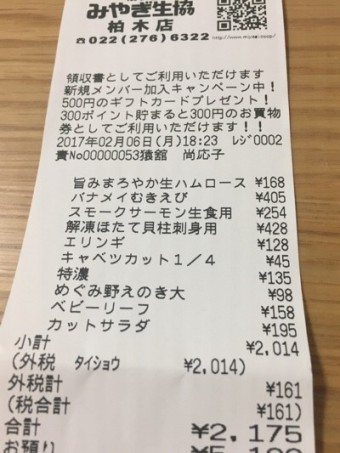 みやぎ生協
柏木店
☎022(276)6322
領収書としてご利用いただけます
新規メンバー加入キャンペーン中！
500円のギフトカードプレゼント！
300ポイント貯まると300円のお買物
券としてご利用いただけます！！
2017年02月06日(月)18:23 ﾚｼﾞ0002
責No00000053猿舘 尚応子
旨みまろやか生ハムロース ¥168
バナメイむきえび ¥405
スモークサーモン生食用 ¥254
解凍ほたて貝柱刺身用 ¥428
エリンギ ¥128
キャベツカット１／４ ¥45
特濃 ¥135
めぐみ野えのき大 ¥98
ベビーリーフ ¥158
カットサラダ ¥195
小計 ¥2,014
(外税 ﾀｲｼｮｳ ¥2,014)
外税計 ¥161
(税合計 ¥161)
合計 ¥2,175
お預り